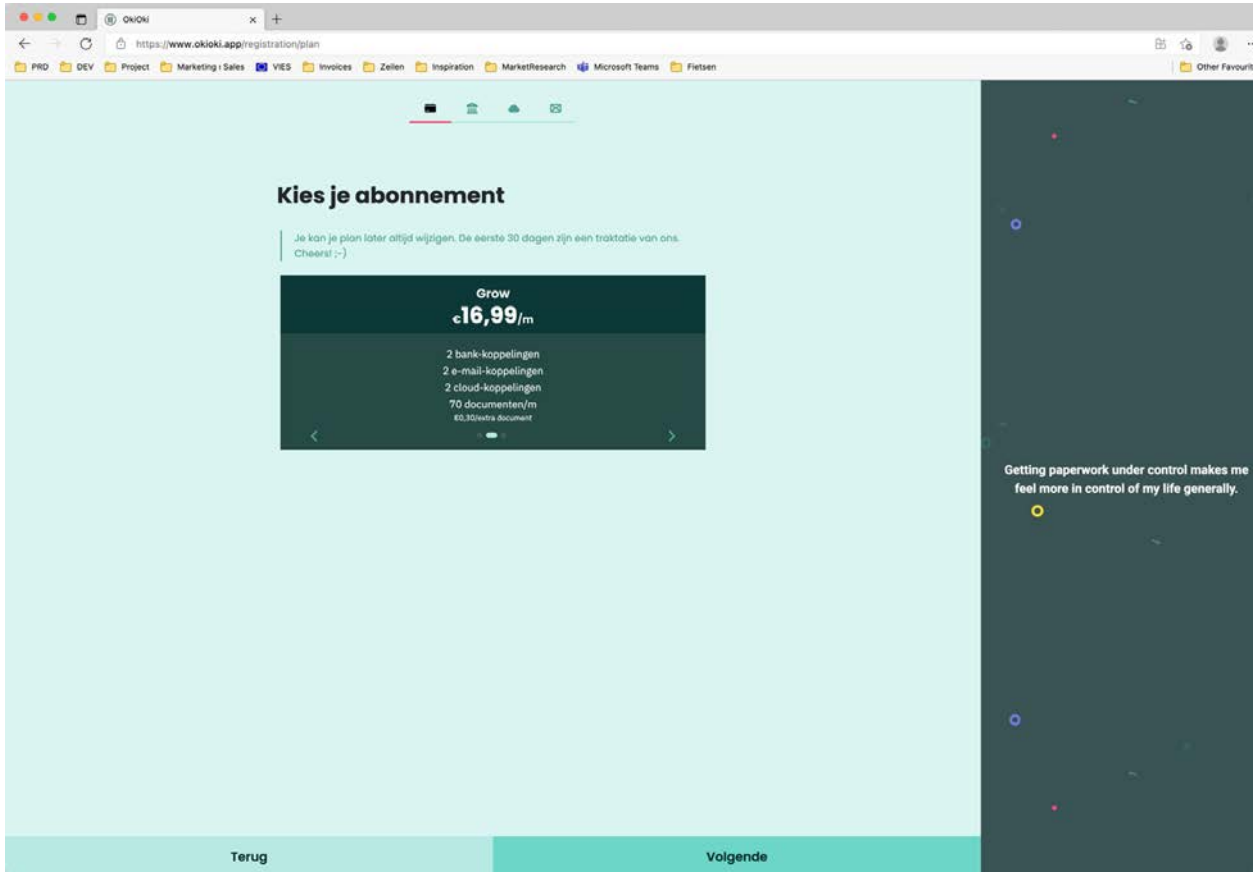 OkiOki
https://www.okioki.app/registration/plan
PRD DEV Project Marketing i Sales VIES Invoices Zeilen Inspiration MarketResearch Microsoft Teams Fietsen Other Favourit
Kies je abonnement
Je kan je plan later altijd wijzigen. De eerste 30 dagen zijn een traktatie van ons.
Cheers! ;-)
Grow
€16,99/m
2 bank-koppelingen
2 e-mail-koppelingen
2 cloud-koppelingen
70 documenten/m
€0,30/extra document
Getting paperwork under control makes me
feel more in control of my life generally.
Terug
Volgende